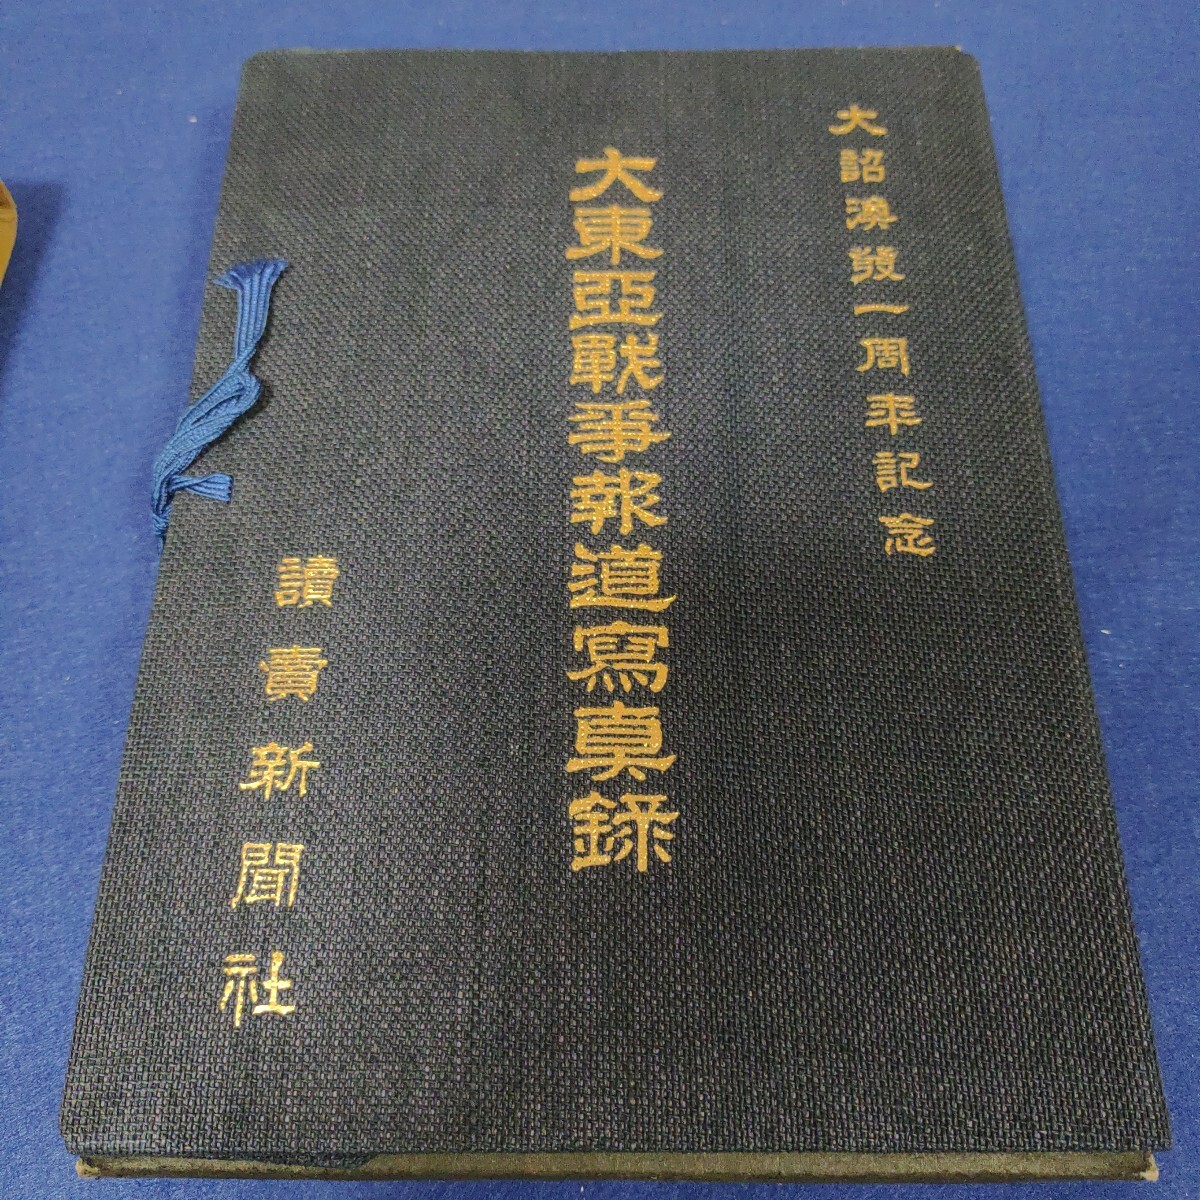 大詔渙發一周年記念
大東亞戰爭報道寫真錄
讀賣新聞社